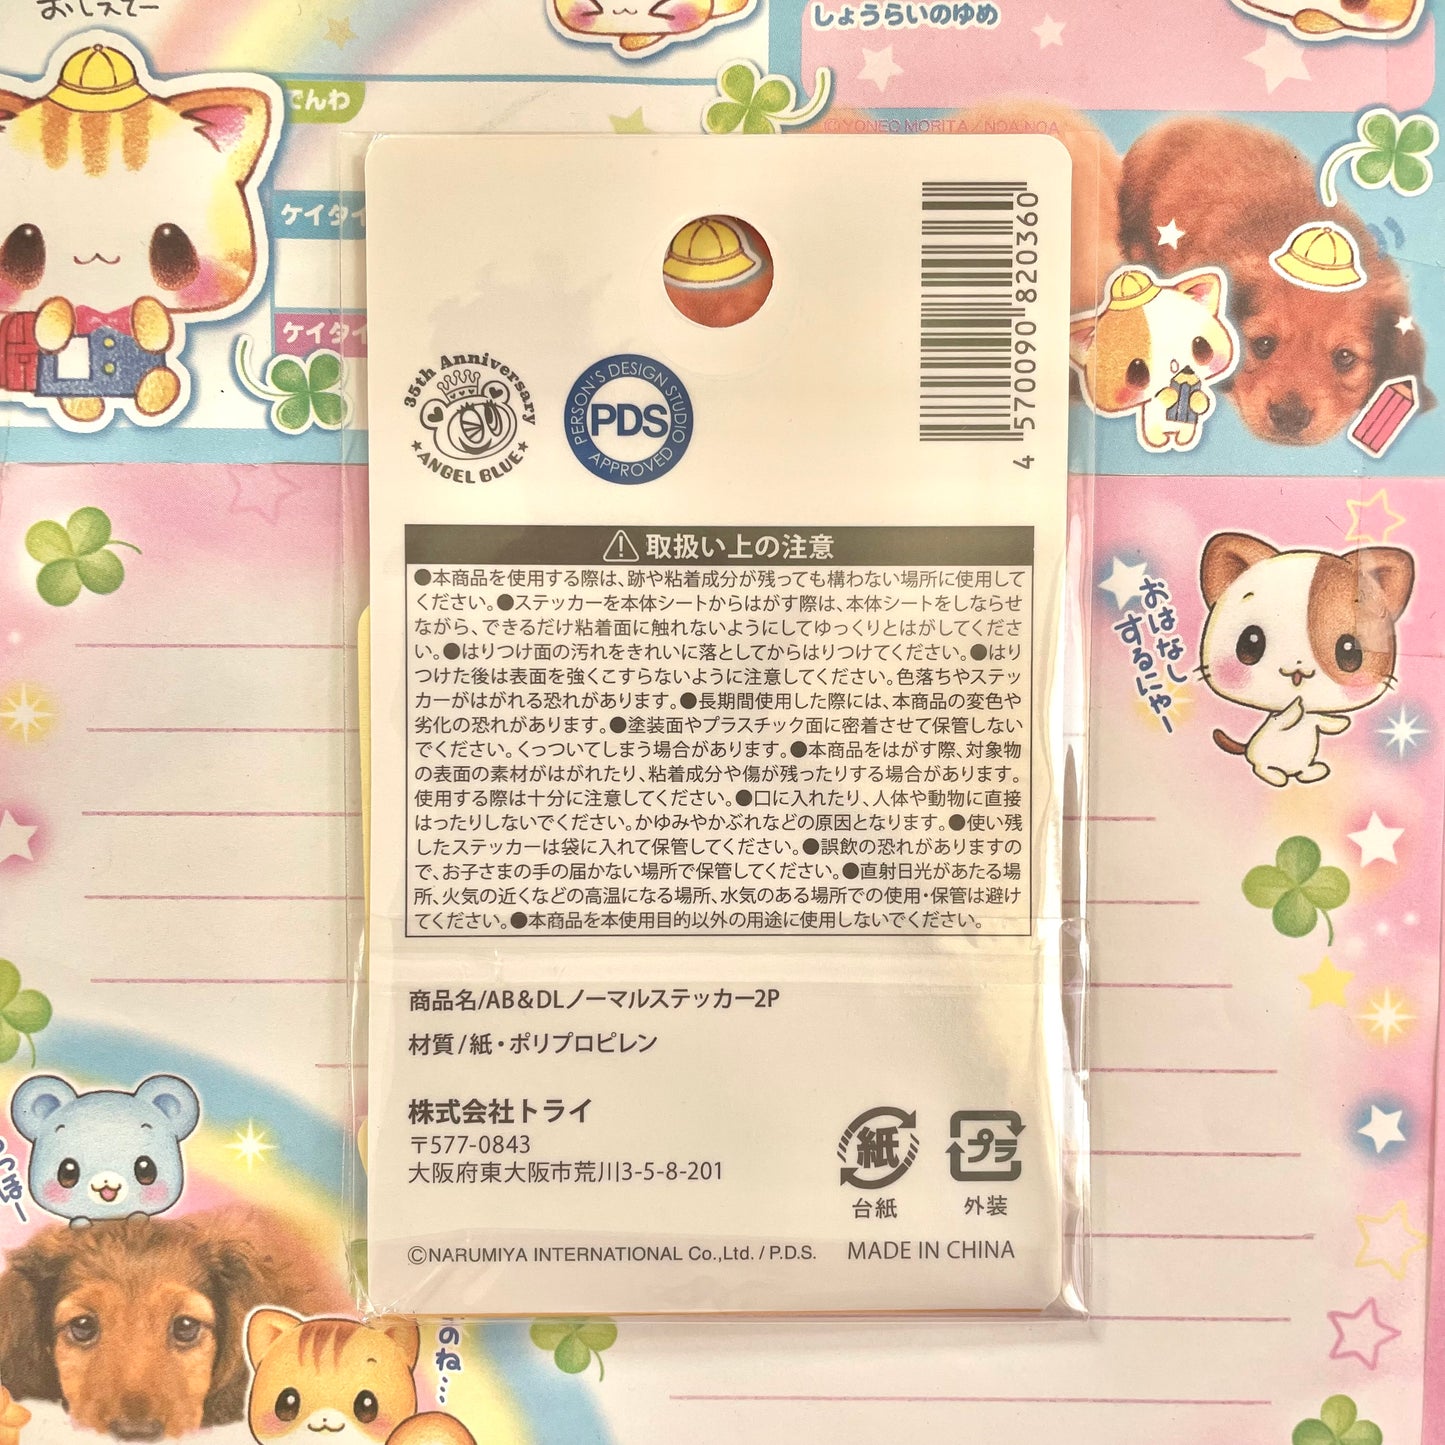 おしえてー
しょうらいのゆめ
でんわ
©YONEO MORITA/NOA NOA
ケイタイ
ケイタイ
4 570090 820360
35th Anniversary
ANGEL BLUE
PERSON'S DESIGN STUDIO
PDS
APPROVED
取扱い上の注意
●本商品を使用する際は、跡や粘着成分が残っても構わない場所に使用して
ください。●ステッカーを本体シートからはがす際は、本体シートをしならせ
ながら、できるだけ粘着面に触れないようにしてゆっくりとはがしてくださ
い。●はりつけ面の汚れをきれいに落としてからはりつけてください。●はり
つけた後は表面を強くこすらないように注意してください。色落ちやステッ
カーがはがれる恐れがあります。●長期間使用した際には、本商品の変色や
劣化の恐れがあります。●塗装面やプラスチック面に密着させて保管しない
でください。くっついてしまう場合があります。●本商品をはがす際、対象物
の表面の素材がはがれたり、粘着成分や傷が残ったりする場合があります。
使用する際は十分に注意してください。●口に入れたり、人体や動物に直接
はったりしないでください。かゆみやかぶれなどの原因となります。●使い残
したステッカーは袋に入れて保管してください。●誤飲の恐れがありますの
で、お子さまの手の届かない場所で保管してください。●直射日光があたる場
所、火気の近くなどの高温になる場所、水気のある場所での使用・保管は避け
てください。●本商品を本使用目的以外の用途に使用しないでください。
おはなし
するにゃー
商品名/AB&DLノーマルステッカー2P
材質/紙・ポリプロピレン
株式会社トライ
〒577-0843
大阪府東大阪市荒川3-5-8-201
紙
台紙
プラ
外装
©NARUMIYA INTERNATIONAL Co.,Ltd. / P.D.S.
MADE IN CHINA
のね…